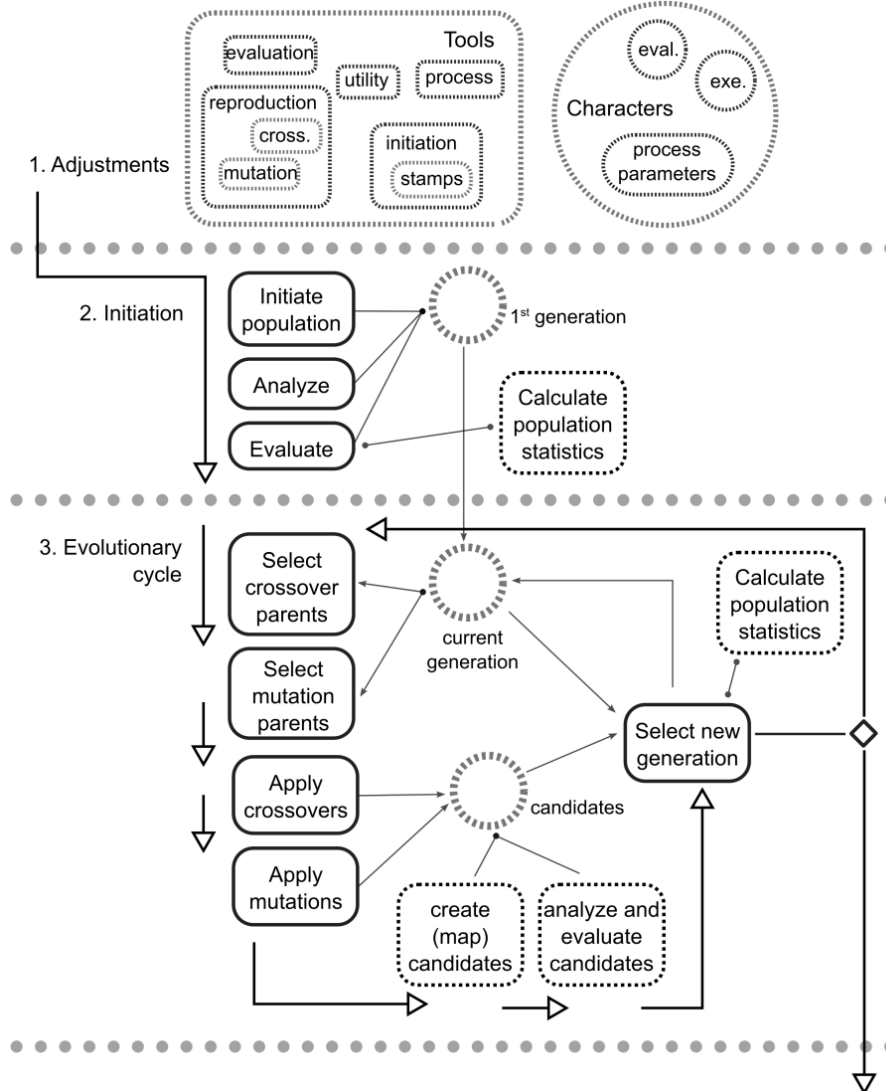 Tools
evaluation
utility
process
reproduction
cross.
mutation
initiation
stamps
eval.
exe.
Characters
process
parameters
1. Adjustments
2. Initiation
Initiate
population
Analyze
Evaluate
1st generation
Calculate
population
statistics
3. Evolutionary
cycle
Select
crossover
parents
Select
mutation
parents
Apply
crossovers
Apply
mutations
current
generation
candidates
Calculate
population
statistics
Select new
generation
create
(map)
candidates
analyze and
evaluate
candidates